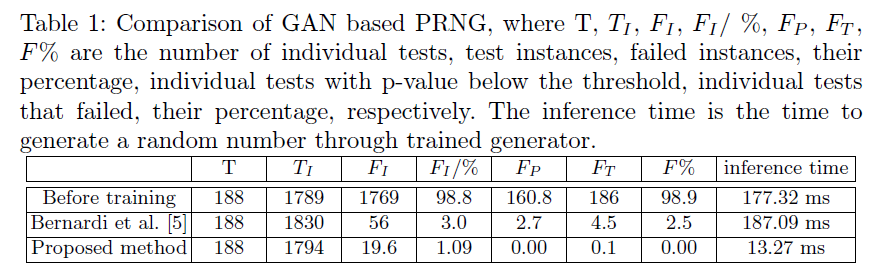 Table 1: Comparison of GAN based PRNG, where T, T_I, F_I, F_I/ %, F_P, F_T,
F% are the number of individual tests, test instances, failed instances, their
percentage, individual tests with p-value below the threshold, individual tests
that failed, their percentage, respectively. The inference time is the time to
generate a random number through trained generator.
T T_I F_I F_I/% F_P F_T F% inference time
Before training 188 1789 1769 98.8 160.8 186 98.9 177.32 ms
Bernardi et al. [5] 188 1830 56 3.0 2.7 4.5 2.5 187.09 ms
Proposed method 188 1794 19.6 1.09 0.00 0.1 0.00 13.27 ms